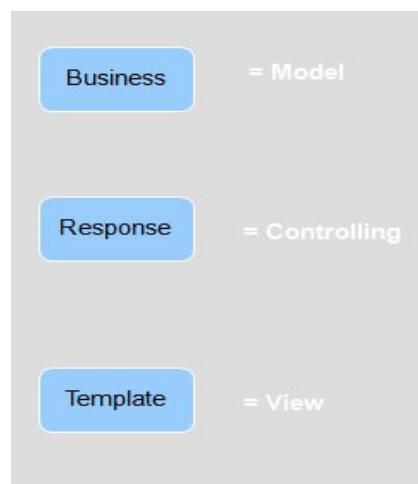 Business = Model
Response = Controlling
Template = View